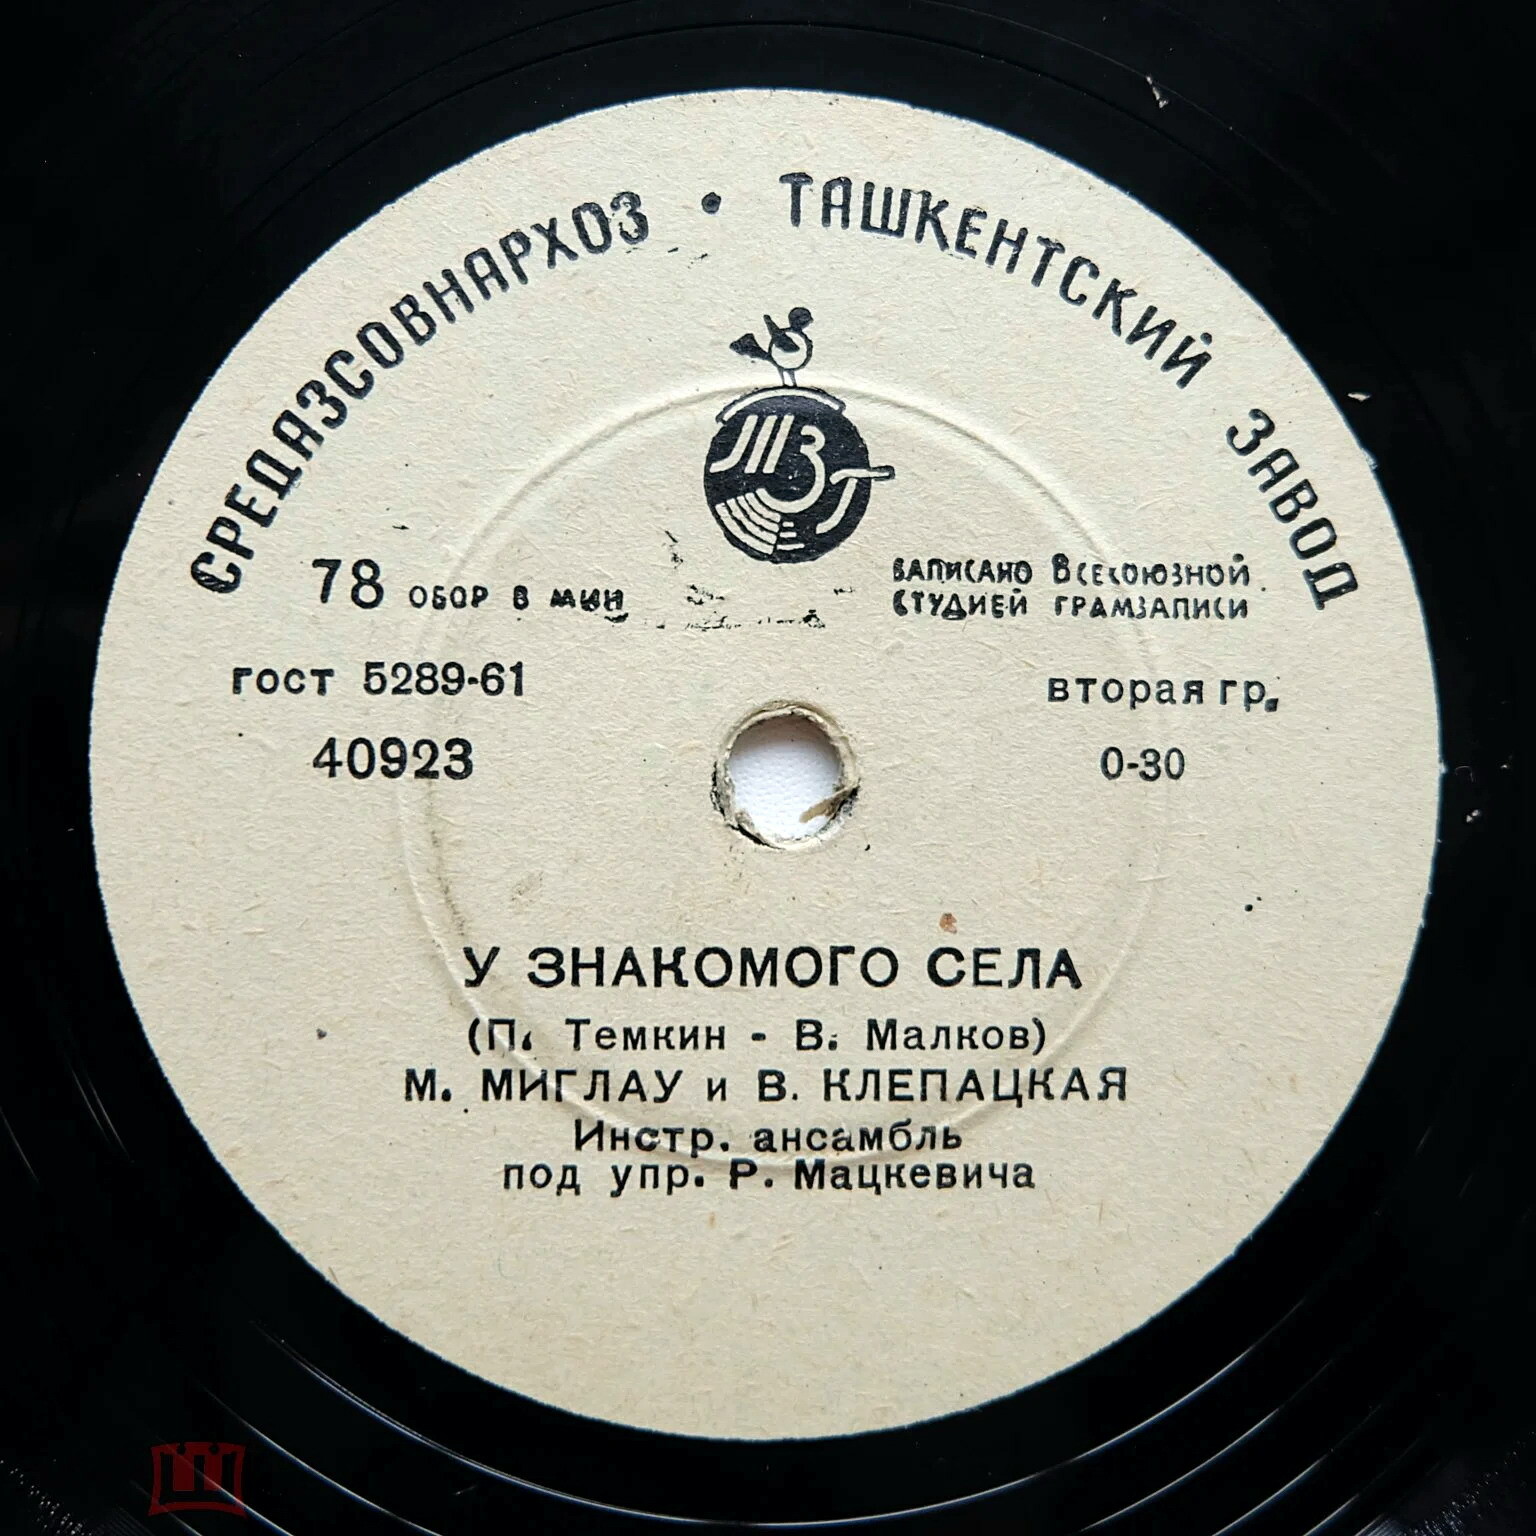 СРЕДАЗСОВНАРХОЗ • ТАШКЕНТСКИЙ ЗАВОД
ТЗГ
78 ОБОР В МИН
ЗАПИСАНО ВСЕСОЮЗНОЙ
СТУДИЕЙ ГРАМЗАПИСИ
ГОСТ 5289-61
вторая гр.
40923
0-30
У ЗНАКОМОГО СЕЛА
(П. Темкин - В. Малков)
М. МИГЛАУ и В. КЛЕПАЦКАЯ
Инстр. ансамбль
под упр. Р. Мацкевича